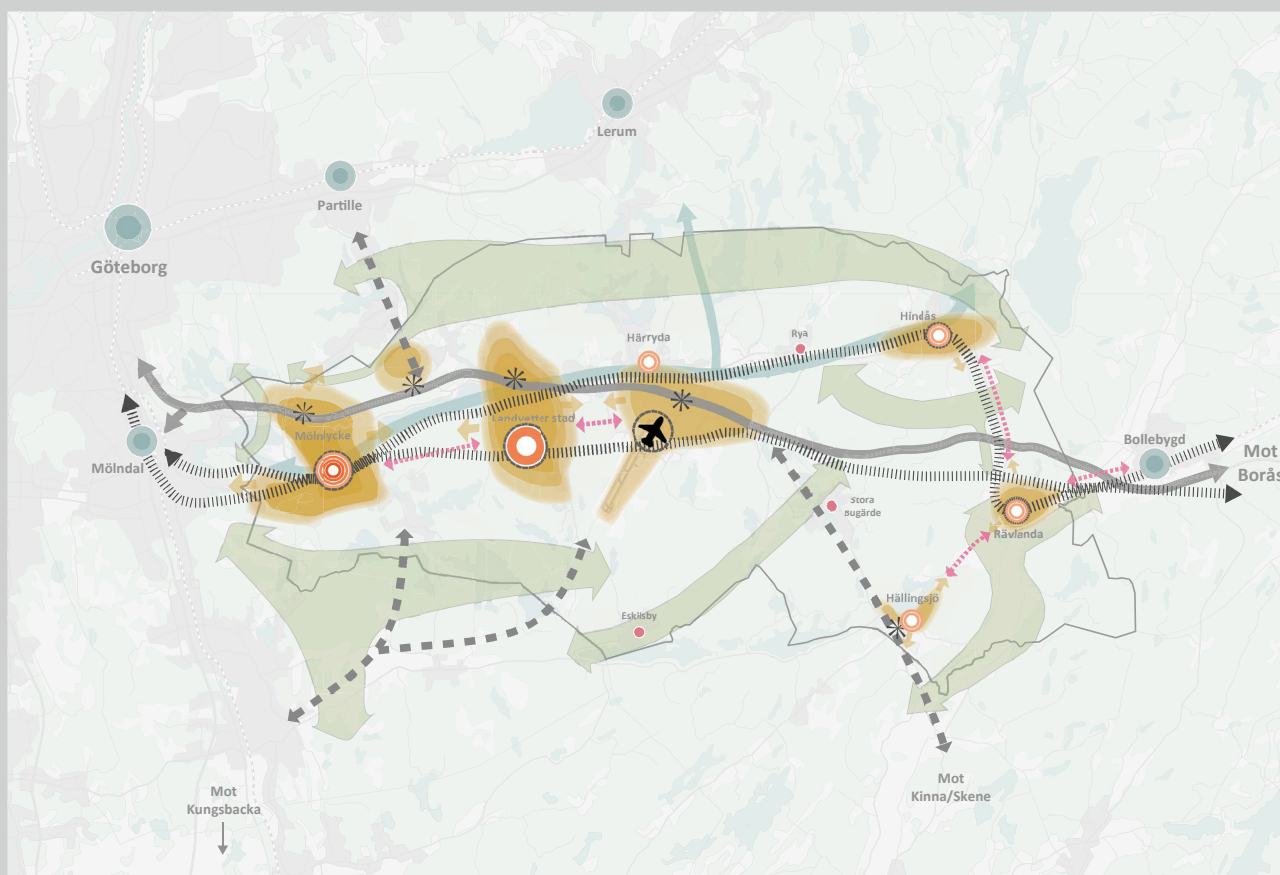 Lerum
Partille
Göteborg
Hindås
Rya
Härryda
Landvetter stad
Mölnlycke
Bollebygd
Mölndal
Mot
Borås
Stora
Bugärde
Rävlanda
Hällingsjö
Eskilsby
Mot
Kinna/Skene
Mot
Kungsbacka